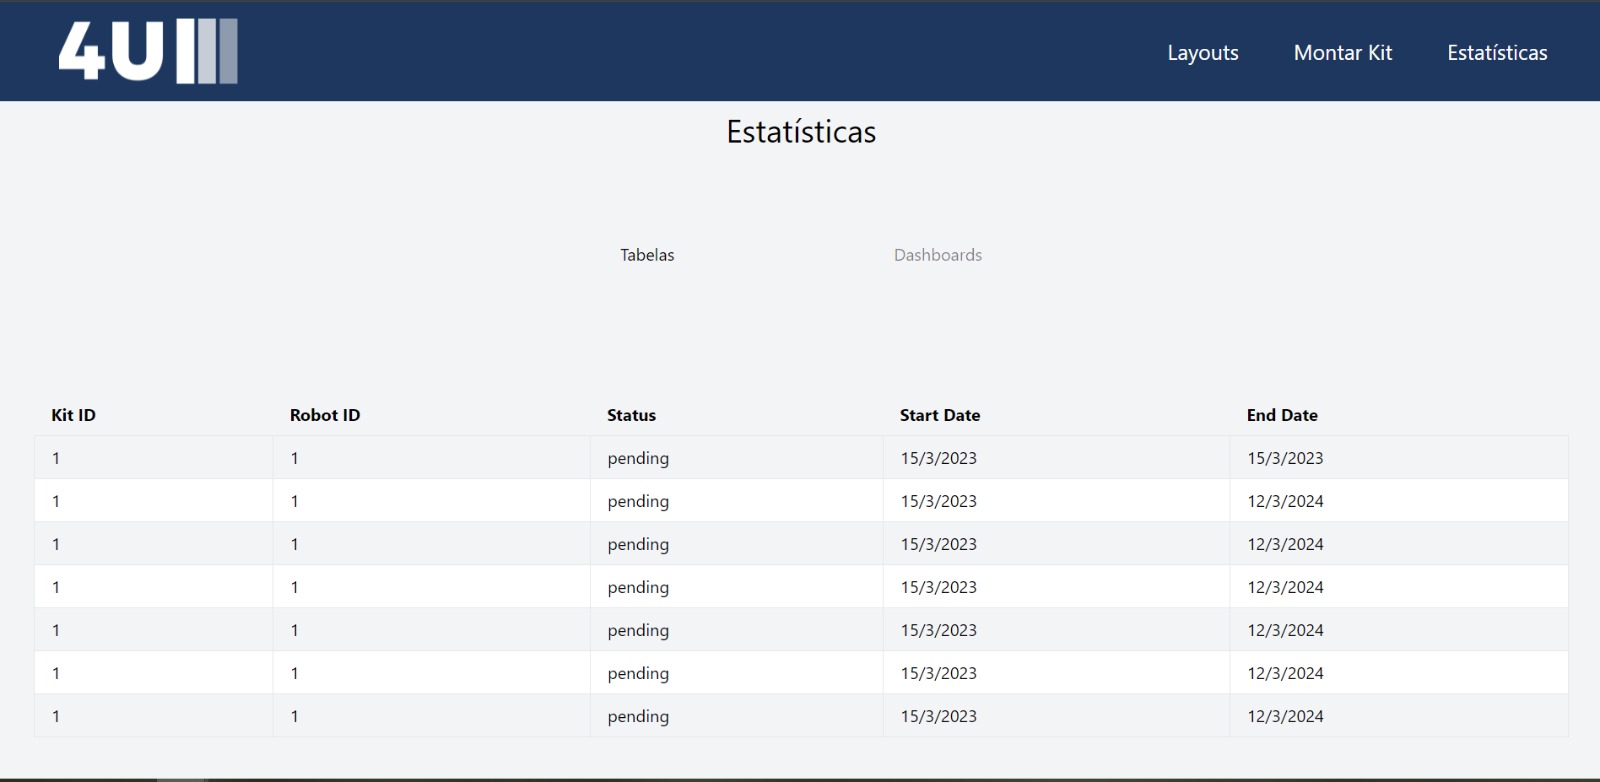 4U
Layouts Montar Kit Estatísticas
Estatísticas
Tabelas Dashboards
Kit ID Robot ID Status Start Date End Date
1 1 pending 15/3/2023 15/3/2023
1 1 pending 15/3/2023 12/3/2024
1 1 pending 15/3/2023 12/3/2024
1 1 pending 15/3/2023 12/3/2024
1 1 pending 15/3/2023 12/3/2024
1 1 pending 15/3/2023 12/3/2024
1 1 pending 15/3/2023 12/3/2024